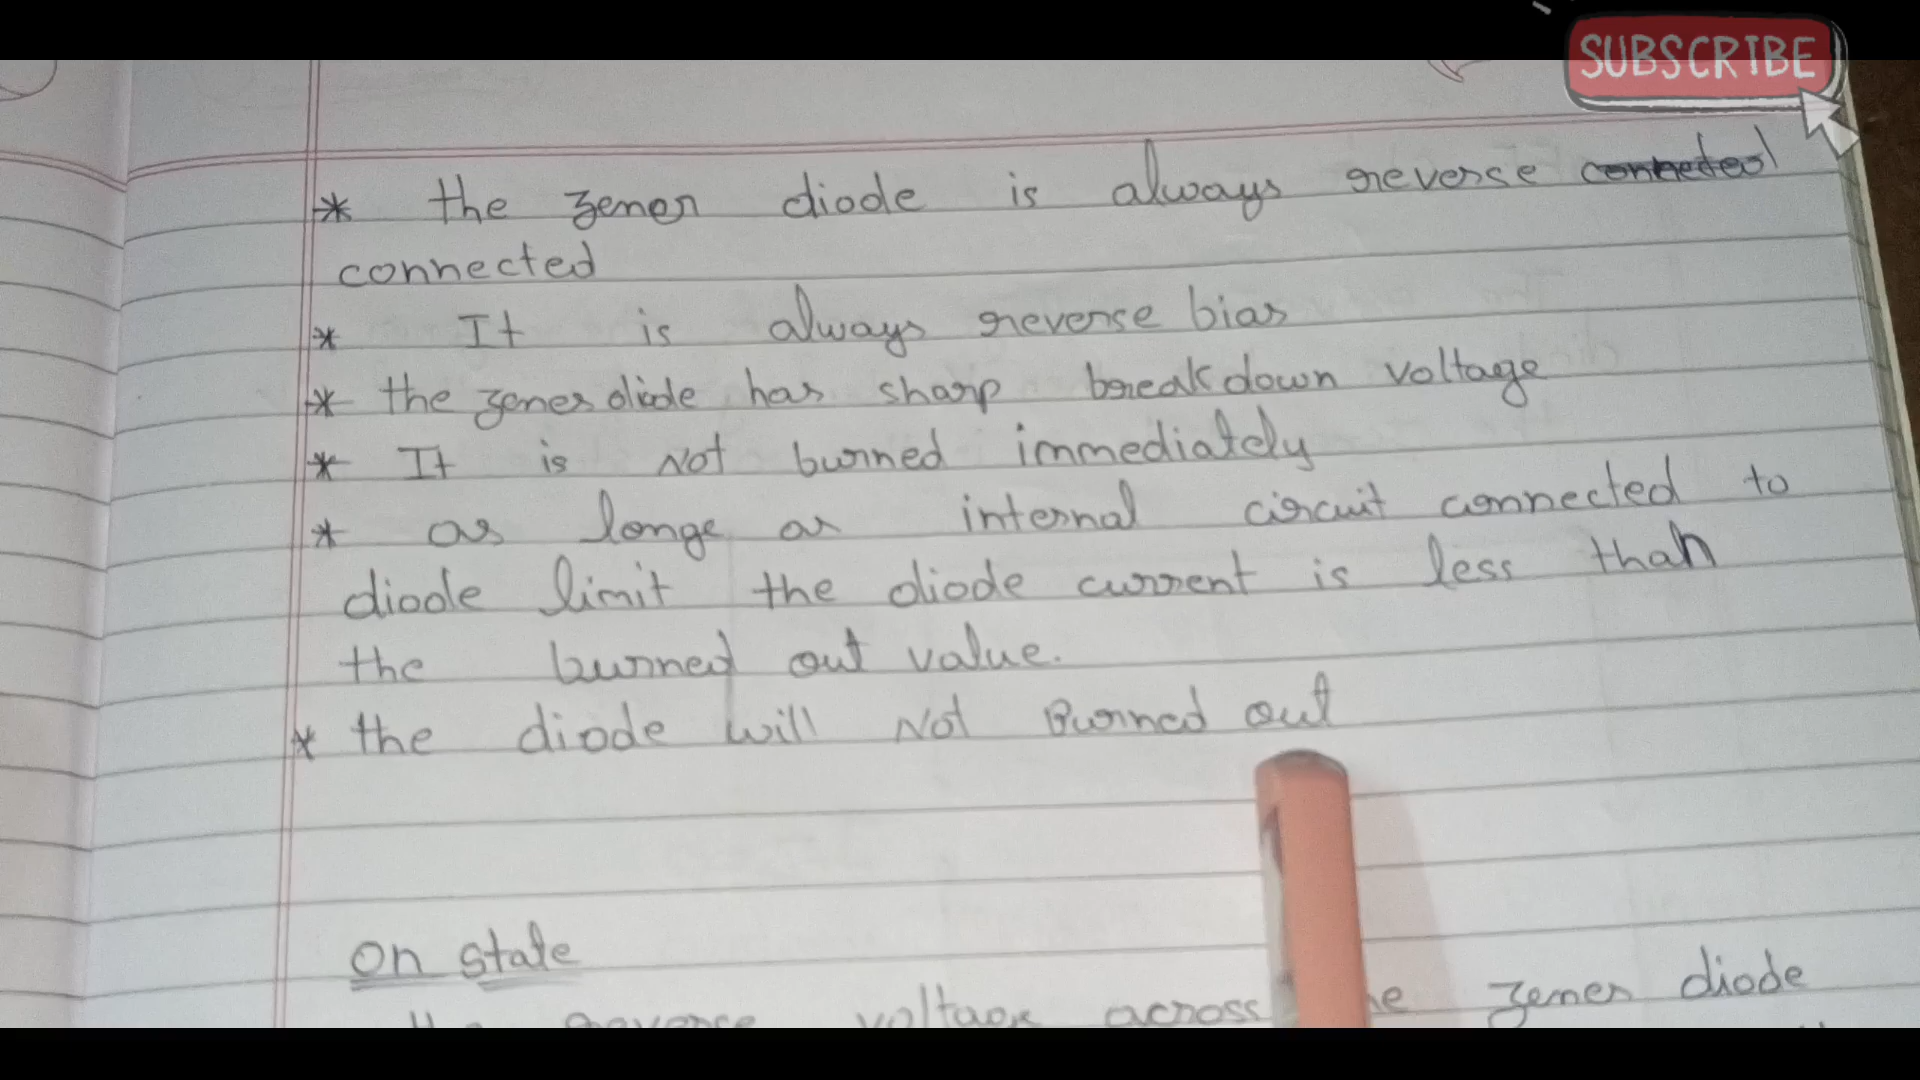 SUBSCRIBE
* the zener diode is always reverse connected
connected
* It is always reverse bias
* the zener diode has sharp breakdown voltage
* It is Not burned immediately
* as longe as internal circuit connected to
diode limit the diode current is less than
the burned out value.
* the diode will Not Burned out
On state
reverse voltage across zener diode